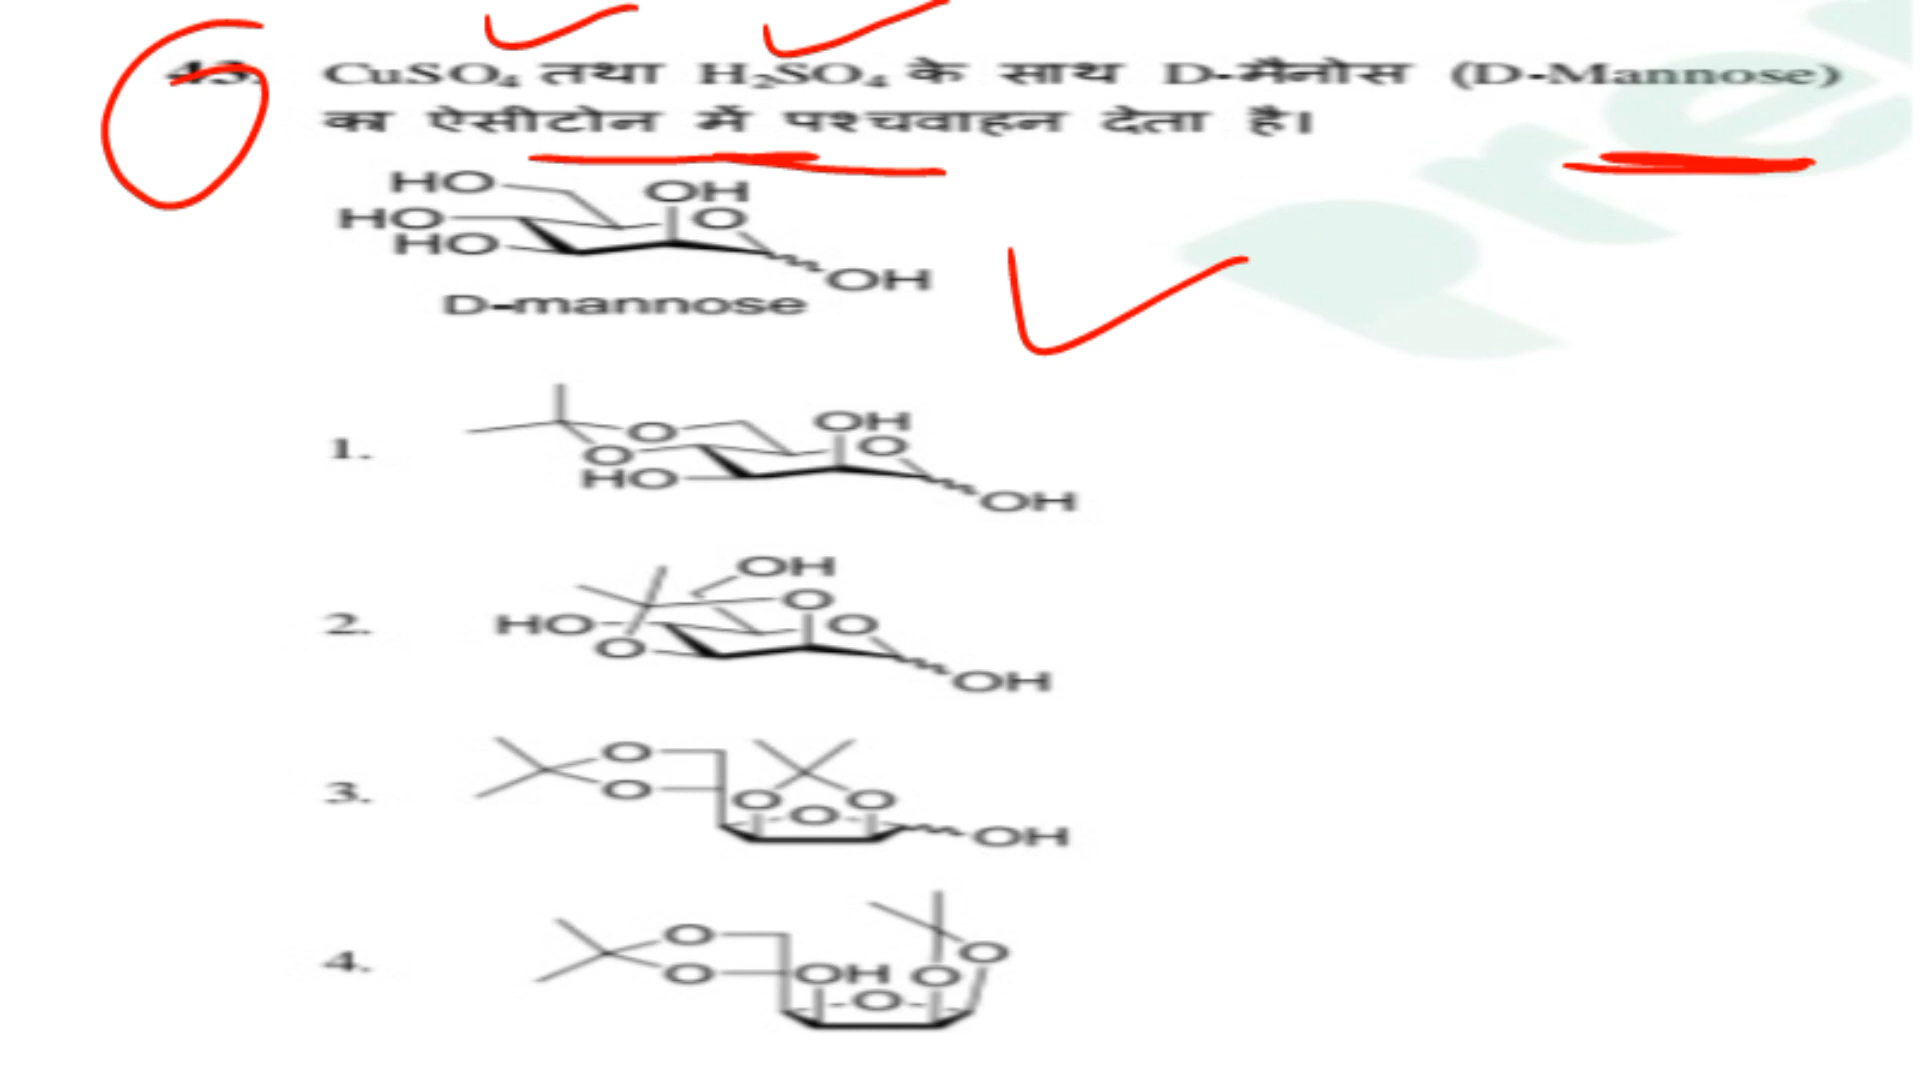 43. CuSO₄ तथा H₂SO₄ के साथ D-मैनोस (D-Mannose)
का ऐसीटोन में पश्चवाहन देता है।
HO OH
HO O
HO
OH
D-mannose
1.
O OH
O O
HO
OH
2.
OH
O
HO O
O
OH
3.
O
O
O O
O
OH
4.
O
O
O OH O
O